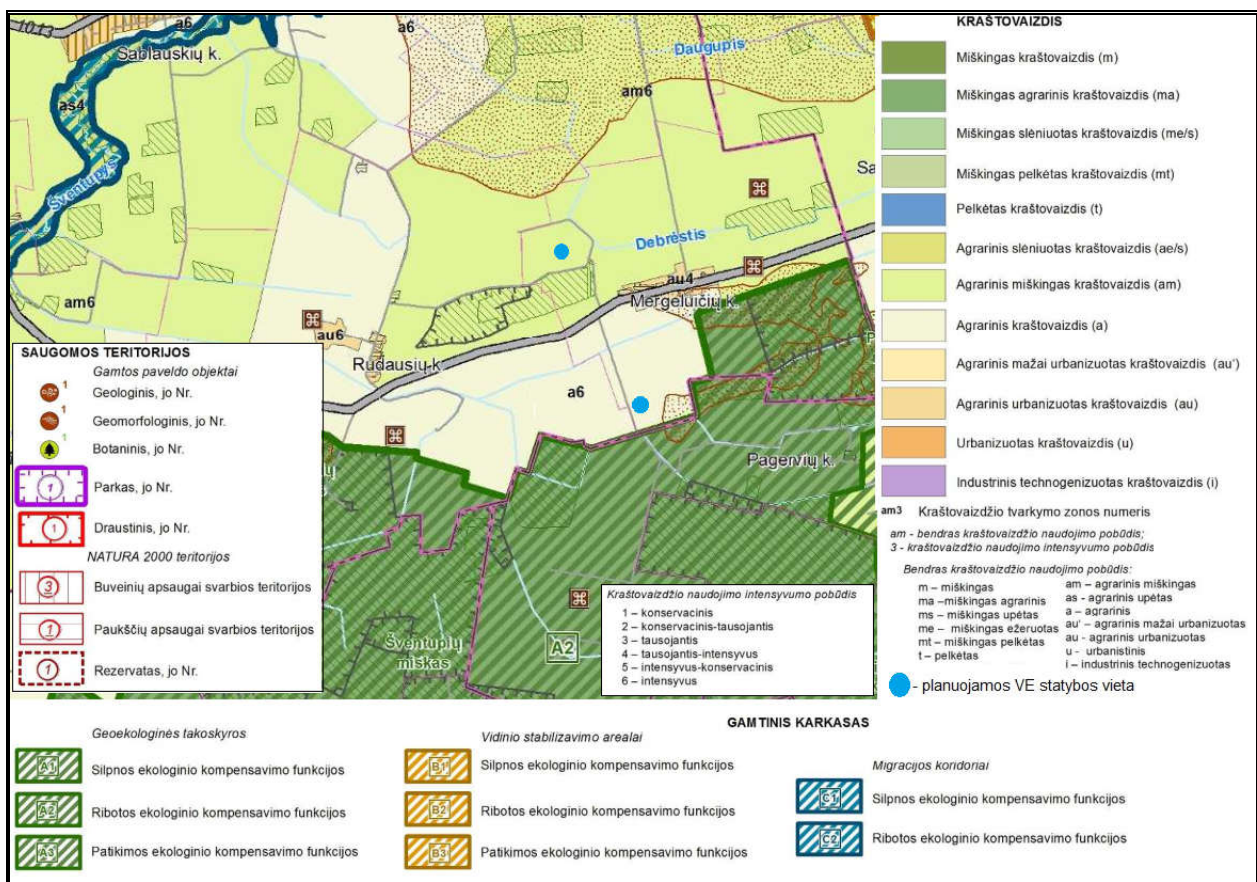 1013
a6
a6
Sablauskių k.
Daugupis
am6
as4
Šventupys
Sa
Debrėstis
au4
Mergeluičių k.
am6
au6
Rudausių k.
a6
Pagervių k.
A2
Šventupių
miškas
SAUGOMOS TERITORIJOS
Gamtos paveldo objektai
1
Geologinis, jo Nr.
1
Geomorfologinis, jo Nr.
1
Botaninis, jo Nr.
1
Parkas, jo Nr.
1
Draustinis, jo Nr.
NATURA 2000 teritorijos
3
Buveinių apsaugai svarbios teritorijos
1
Paukščių apsaugai svarbios teritorijos
1
Rezervatas, jo Nr.
Kraštovaizdžio naudojimo intensyvumo pobūdis
1 – konservacinis
2 – konservacinis-tausojantis
3 – tausojantis
4 – tausojantis-intensyvus
5 – intensyvus-konservacinis
6 – intensyvus
KRAŠTOVAIZDIS
Miškingas kraštovaizdis (m)
Miškingas agrarinis kraštovaizdis (ma)
Miškingas slėniuotas kraštovaizdis (me/s)
Miškingas pelkėtas kraštovaizdis (mt)
Pelkėtas kraštovaizdis (t)
Agrarinis slėniuotas kraštovaizdis (ae/s)
Agrarinis miškingas kraštovaizdis (am)
Agrarinis kraštovaizdis (a)
Agrarinis mažai urbanizuotas kraštovaizdis (au')
Agrarinis urbanizuotas kraštovaizdis (au)
Urbanizuotas kraštovaizdis (u)
Industrinis technogenizuotas kraštovaizdis (i)
am3 Kraštovaizdžio tvarkymo zonos numeris
am - bendras kraštovaizdžio naudojimo pobūdis;
3 - kraštovaizdžio naudojimo intensyvumo pobūdis
Bendras kraštovaizdžio naudojimo pobūdis:
m – miškingas
ma –miškingas agrarinis
ms – miškingas upėtas
me – miškingas ežeruotas
mt – miškingas pelkėtas
t – pelkėtas
am – agrarinis miškingas
as - agrarinis upėtas
a – agrarinis
au' – agrarinis mažai urbanizuotas
au - agrarinis urbanizuotas
u - urbanistinis
i – industrinis technogenizuotas
- planuojamos VE statybos vieta
GAMTINIS KARKASAS
Geoekologinės takoskyros
A1 Silpnos ekologinio kompensavimo funkcijos
A2 Ribotos ekologinio kompensavimo funkcijos
A3 Patikimos ekologinio kompensavimo funkcijos
Vidinio stabilizavimo arealai
B1 Silpnos ekologinio kompensavimo funkcijos
B2 Ribotos ekologinio kompensavimo funkcijos
B3 Patikimos ekologinio kompensavimo funkcijos
Migracijos koridoriai
C1 Silpnos ekologinio kompensavimo funkcijos
C2 Ribotos ekologinio kompensavimo funkcijos